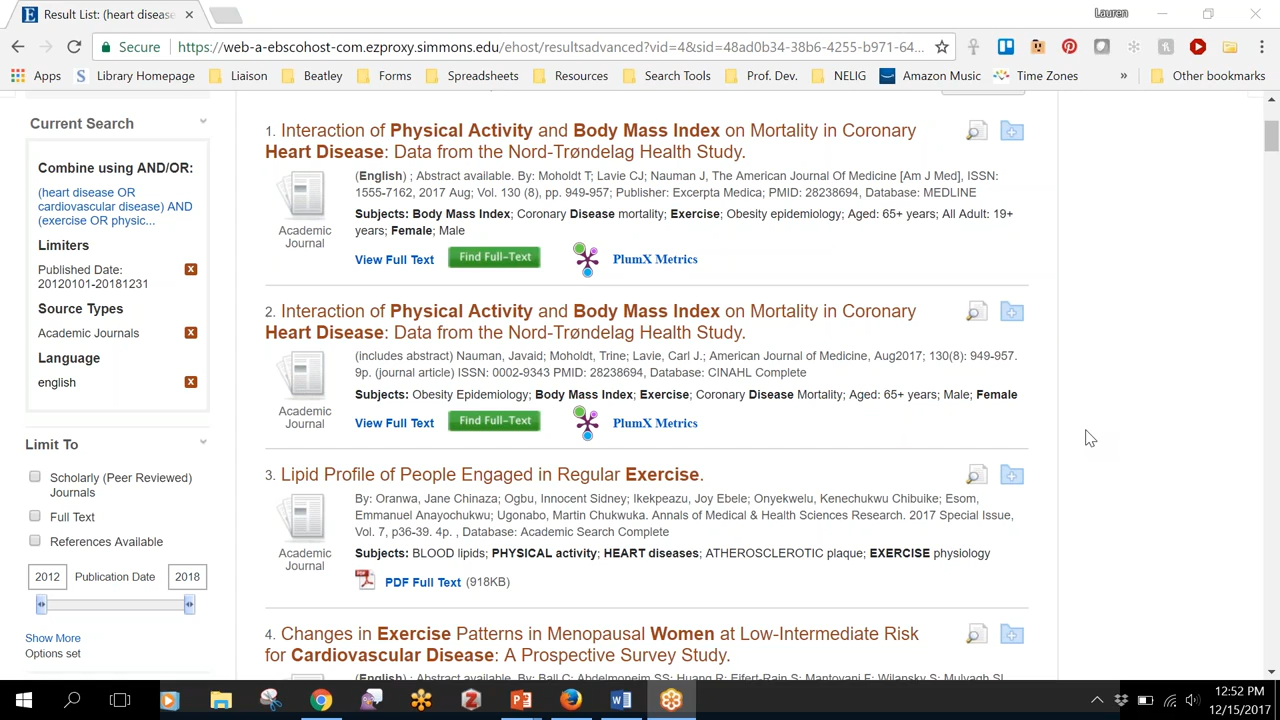 Result List: (heart disease
Lauren
Secure
https://web-a-ebscohost-com.ezproxy.simmons.edu/ehost/resultsadvanced?vid=4&sid=48ad0b34-38b6-4255-b971-64...
Apps
Library Homepage
Liaison
Beatley
Forms
Spreadsheets
Resources
Search Tools
Prof. Dev.
NELIG
Amazon Music
Time Zones
»
Other bookmarks
Current Search
Combine using AND/OR:
(heart disease OR
cardiovascular disease) AND
(exercise OR physic...
Limiters
Published Date:
20120101-20181231
Source Types
Academic Journals
Language
english
Limit To
Scholarly (Peer Reviewed)
Journals
Full Text
References Available
2012 Publication Date 2018
Show More
Options set
1. Interaction of Physical Activity and Body Mass Index on Mortality in Coronary
Heart Disease: Data from the Nord-Trøndelag Health Study.
(English) ; Abstract available. By: Moholdt T; Lavie CJ; Nauman J, The American Journal Of Medicine [Am J Med], ISSN:
1555-7162, 2017 Aug; Vol. 130 (8), pp. 949-957; Publisher: Excerpta Medica; PMID: 28238694, Database: MEDLINE
Academic
Journal
Subjects: Body Mass Index; Coronary Disease mortality; Exercise; Obesity epidemiology; Aged: 65+ years; All Adult: 19+
years; Female; Male
View Full Text
Find Full-Text
PlumX Metrics
2. Interaction of Physical Activity and Body Mass Index on Mortality in Coronary
Heart Disease: Data from the Nord-Trøndelag Health Study.
(includes abstract) Nauman, Javaid; Moholdt, Trine; Lavie, Carl J.; American Journal of Medicine, Aug2017; 130(8): 949-957.
9p. (journal article) ISSN: 0002-9343 PMID: 28238694, Database: CINAHL Complete
Academic
Journal
Subjects: Obesity Epidemiology; Body Mass Index; Exercise; Coronary Disease Mortality; Aged: 65+ years; Male; Female
View Full Text
Find Full-Text
PlumX Metrics
3. Lipid Profile of People Engaged in Regular Exercise.
By: Oranwa, Jane Chinaza; Ogbu, Innocent Sidney; Ikekpeazu, Joy Ebele; Onyekwelu, Kenechukwu Chibuike; Esom,
Emmanuel Anayochukwu; Ugonabo, Martin Chukwuka. Annals of Medical & Health Sciences Research. 2017 Special Issue,
Vol. 7, p36-39. 4p. , Database: Academic Search Complete
Academic
Journal
Subjects: BLOOD lipids; PHYSICAL activity; HEART diseases; ATHEROSCLEROTIC plaque; EXERCISE physiology
PDF Full Text (918KB)
4. Changes in Exercise Patterns in Menopausal Women at Low-Intermediate Risk
for Cardiovascular Disease: A Prospective Survey Study.
(English) ; Abstract available. By: Ball C; Abdelmoneim SS; Huang R; Eifert-Rain S; Mantovani F; Wilansky S; Mulvagh SL
12:52 PM
12/15/2017